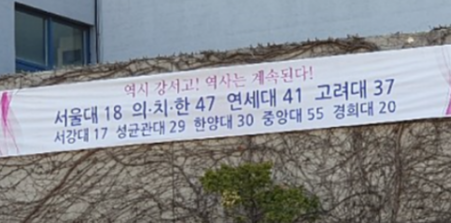 역시 강서고! 역사는 계속된다!
서울대 18 의·치·한 47 연세대 41 고려대 37
서강대 17 성균관대 29 한양대 30 중앙대 55 경희대 20